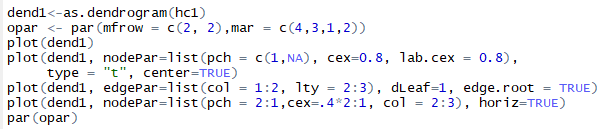 dend1<-as.dendrogram(hc1)
opar <- par(mfrow = c(2, 2),mar = c(4,3,1,2))
plot(dend1)
plot(dend1, nodePar=list(pch = c(1,NA), cex=0.8, lab.cex = 0.8),
     type = "t", center=TRUE)
plot(dend1, edgePar=list(col = 1:2, lty = 2:3), dLeaf=1, edge.root = TRUE)
plot(dend1, nodePar=list(pch = 2:1,cex=.4*2:1, col = 2:3), horiz=TRUE)
par(opar)